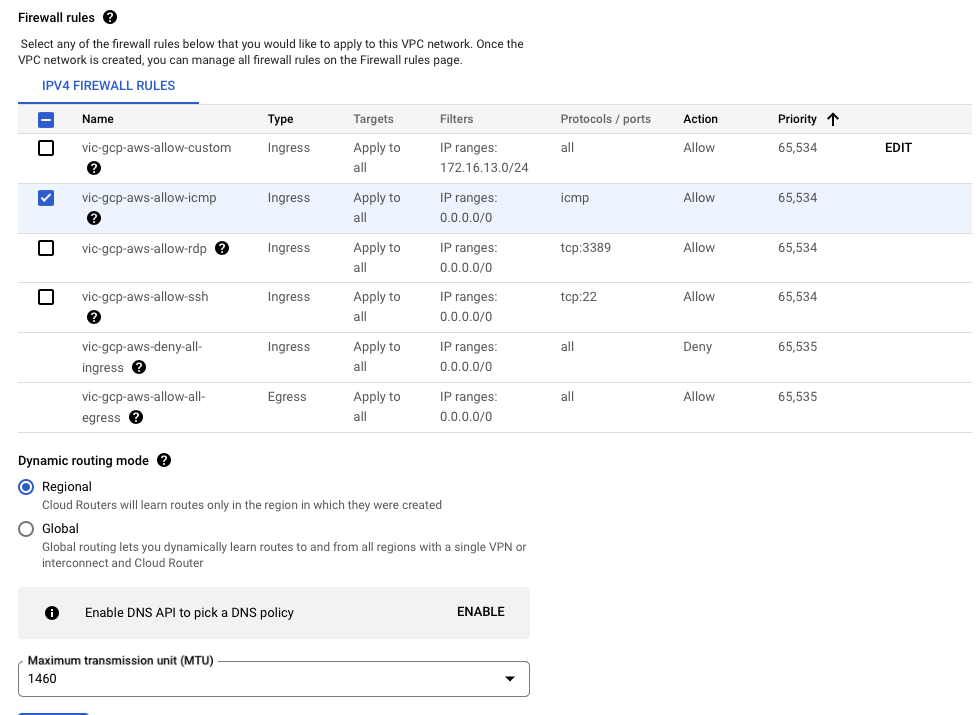 Firewall rules
Select any of the firewall rules below that you would like to apply to this VPC network. Once the
VPC network is created, you can manage all firewall rules on the Firewall rules page.
IPV4 FIREWALL RULES
Name Type Targets Filters Protocols / ports Action Priority
vic-gcp-aws-allow-custom Ingress Apply to IP ranges: all Allow 65,534 EDIT
all 172.16.13.0/24
vic-gcp-aws-allow-icmp Ingress Apply to IP ranges: icmp Allow 65,534
all 0.0.0.0/0
vic-gcp-aws-allow-rdp Ingress Apply to IP ranges: tcp:3389 Allow 65,534
all 0.0.0.0/0
vic-gcp-aws-allow-ssh Ingress Apply to IP ranges: tcp:22 Allow 65,534
all 0.0.0.0/0
vic-gcp-aws-deny-all- Ingress Apply to IP ranges: all Deny 65,535
ingress all 0.0.0.0/0
vic-gcp-aws-allow-all- Egress Apply to IP ranges: all Allow 65,535
egress all 0.0.0.0/0
Dynamic routing mode
Regional
Cloud Routers will learn routes only in the region in which they were created
Global
Global routing lets you dynamically learn routes to and from all regions with a single VPN or
interconnect and Cloud Router
Enable DNS API to pick a DNS policy ENABLE
Maximum transmission unit (MTU)
1460